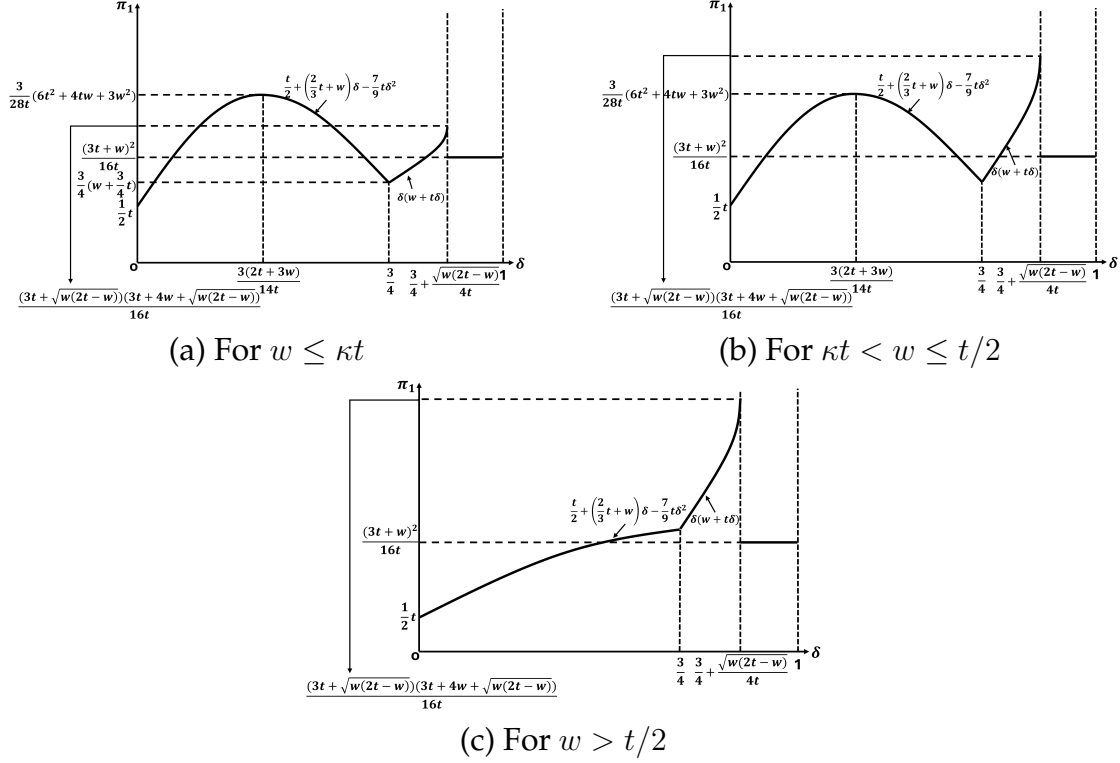 π₁
3/28t (6t² + 4tw + 3w²)
t/2 + (2/3 t + w) δ − 7/9 tδ²
(3t + w)²/16t
3/4 (w + 3/4 t)
δ(w + tδ)
1/2 t
o
3(2t + 3w)/14t
3/4
3/4 + √(w(2t − w))/4t
1
δ
(3t + √(w(2t − w)))(3t + 4w + √(w(2t − w)))/16t
(a) For w ≤ κt
π₁
3/28t (6t² + 4tw + 3w²)
t/2 + (2/3 t + w) δ − 7/9 tδ²
(3t + w)²/16t
δ(w + tδ)
1/2 t
o
3(2t + 3w)/14t
3/4
3/4 + √(w(2t − w))/4t
1
δ
(3t + √(w(2t − w)))(3t + 4w + √(w(2t − w)))/16t
(b) For κt < w ≤ t/2
π₁
t/2 + (2/3 t + w) δ − 7/9 tδ²
δ(w + tδ)
(3t + w)²/16t
1/2 t
o
3/4
3/4 + √(w(2t − w))/4t
1
δ
(3t + √(w(2t − w)))(3t + 4w + √(w(2t − w)))/16t
(c) For w > t/2